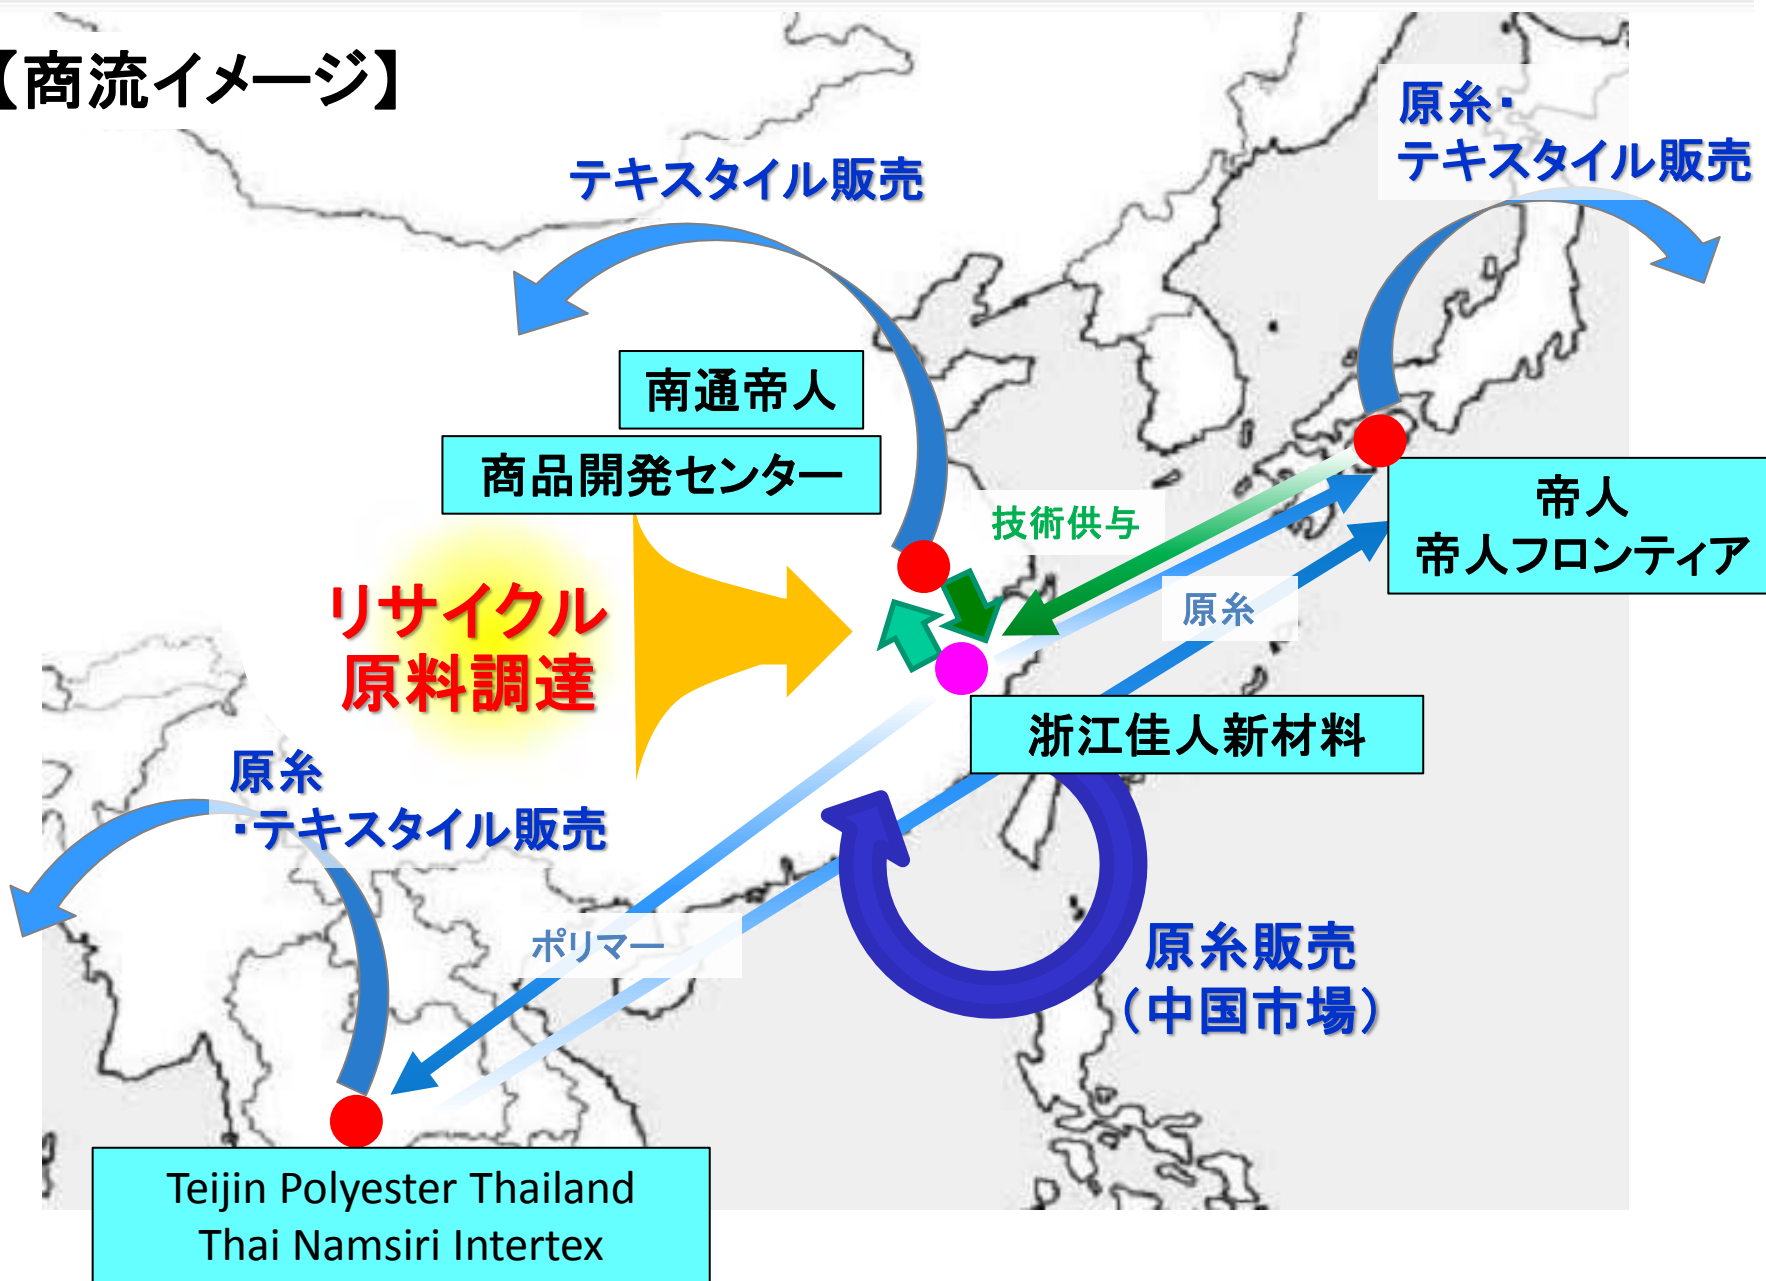 【商流イメージ】
原糸・
テキスタイル販売
テキスタイル販売
南通帝人
商品開発センター
技術供与
帝人
帝人フロンティア
原糸
リサイクル
原料調達
浙江佳人新材料
原糸
・テキスタイル販売
ポリマー
原糸販売
（中国市場）
Teijin Polyester Thailand
Thai Namsiri Intertex